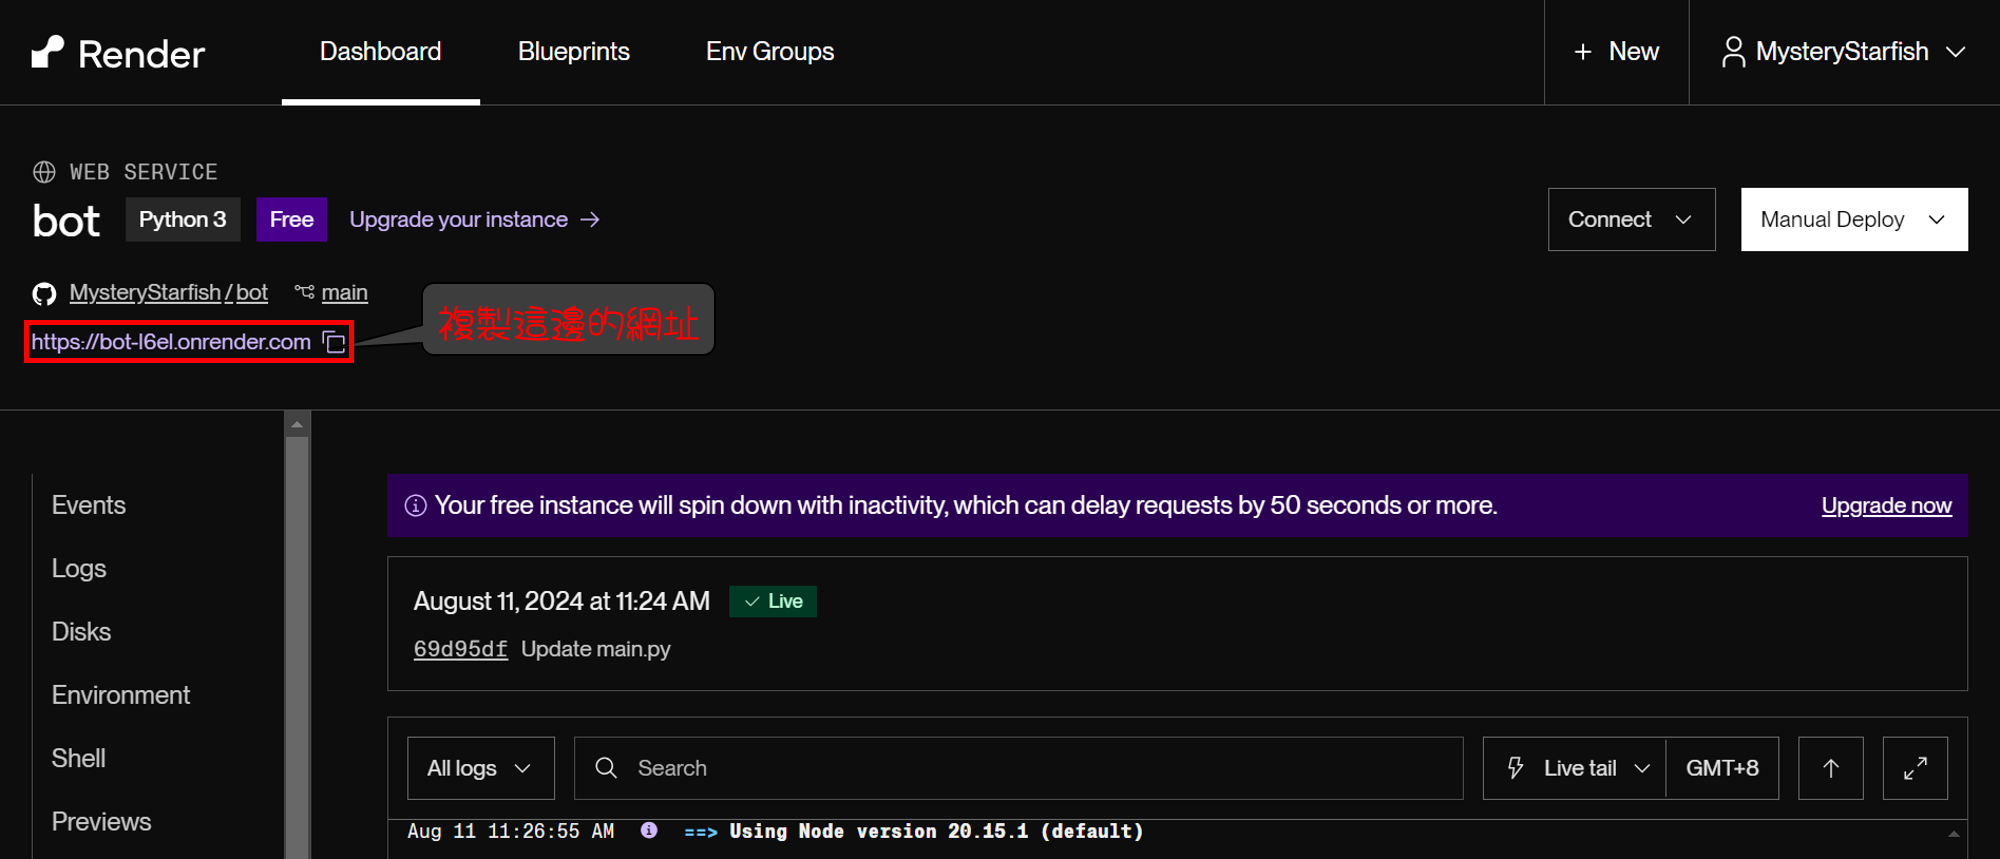 Render
Dashboard
Blueprints
Env Groups
+ New
MysteryStarfish
WEB SERVICE
bot
Python 3
Free
Upgrade your instance →
Connect
Manual Deploy
MysteryStarfish / bot
main
複製這邊的網址
https://bot-l6el.onrender.com
Events
Logs
Disks
Environment
Shell
Previews
Your free instance will spin down with inactivity, which can delay requests by 50 seconds or more.
Upgrade now
August 11, 2024 at 11:24 AM
Live
69d95df Update main.py
All logs
Search
Live tail
GMT+8
Aug 11 11:26:55 AM ==> Using Node version 20.15.1 (default)